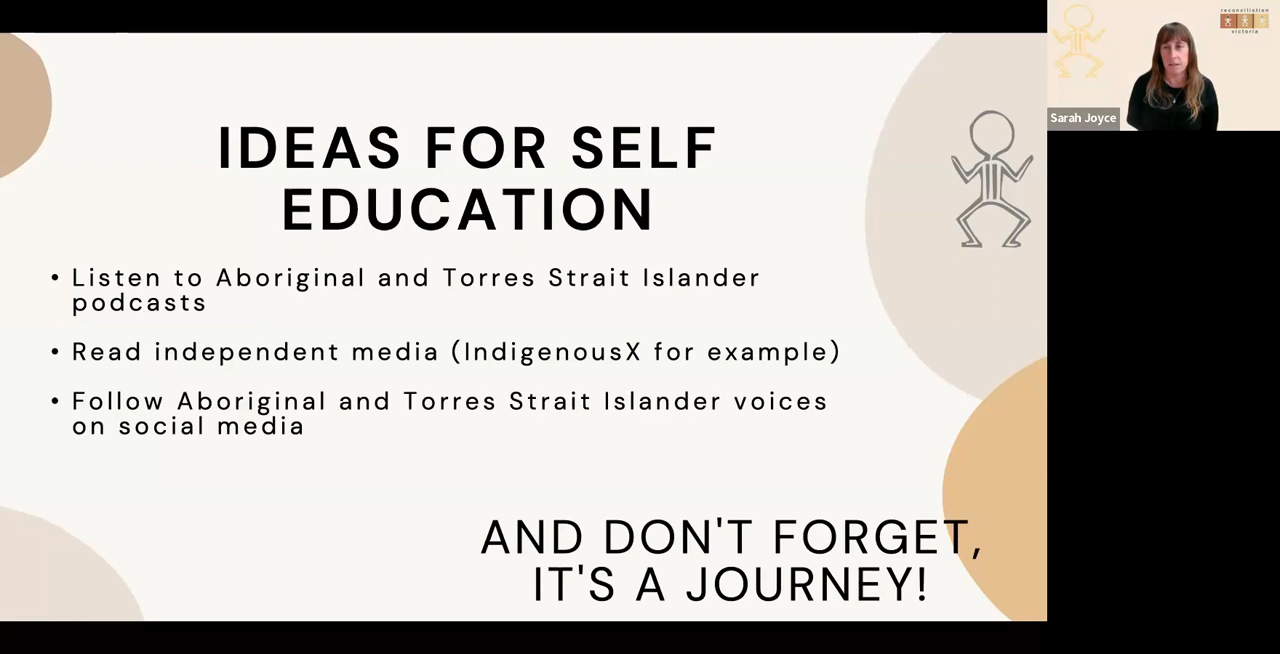 IDEAS FOR SELF
EDUCATION
• Listen to Aboriginal and Torres Strait Islander
podcasts
• Read independent media (IndigenousX for example)
• Follow Aboriginal and Torres Strait Islander voices
on social media
AND DON'T FORGET,
IT'S A JOURNEY!
reconciliation
victoria
Sarah Joyce